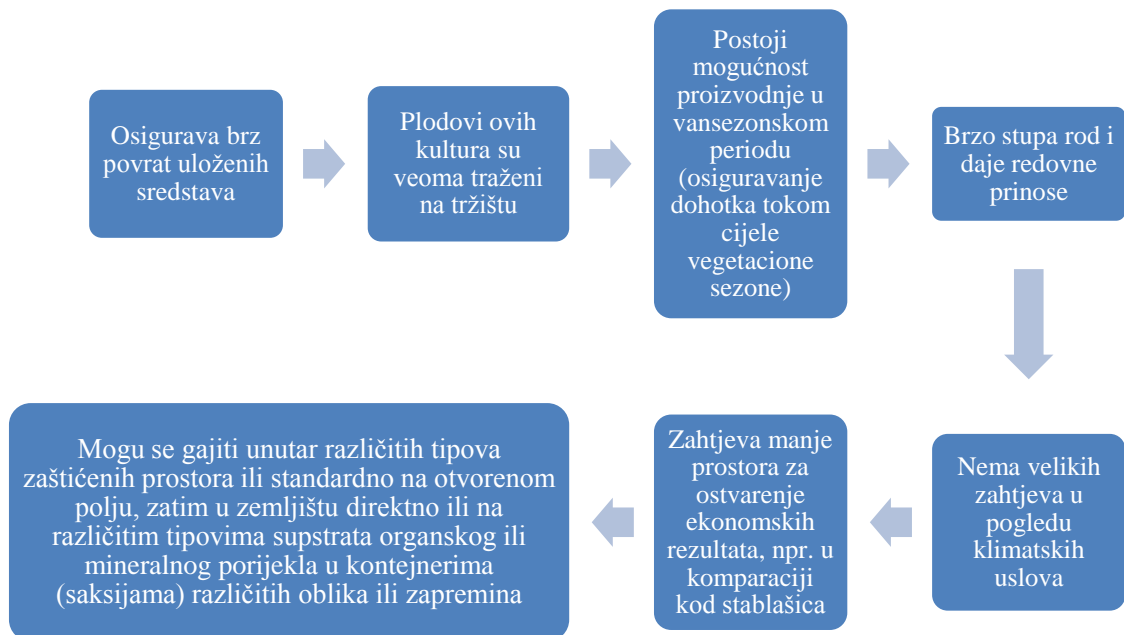 Osigurava brz
povrat uloženih
sredstava
Plodovi ovih
kultura su
veoma traženi
na tržištu
Postoji
mogućnost
proizvodnje u
vansezonskom
periodu
(osiguravanje
dohotka tokom
cijele
vegetacione
sezone)
Brzo stupa rod i
daje redovne
prinose
Nema velikih
zahtjeva u
pogledu
klimatskih
uslova
Zahtjeva manje
prostora za
ostvarenje
ekonomskih
rezultata, npr. u
komparaciji
kod stablašica
Mogu se gajiti unutar različitih tipova
zaštićenih prostora ili standardno na otvorenom
polju, zatim u zemljištu direktno ili na
različitim tipovima supstrata organskog ili
mineralnog porijekla u kontejnerima
(saksijama) različitih oblika ili zapremina